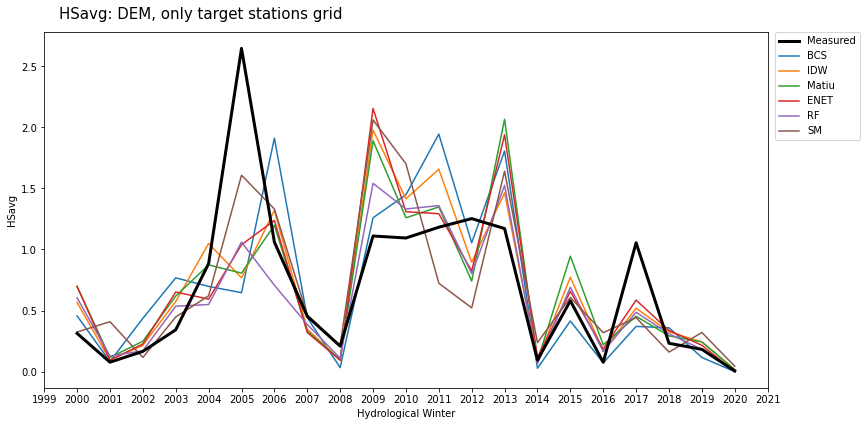 HSavg: DEM, only target stations grid
Measured
BCS
IDW
Matiu
ENET
RF
SM
HSavg
2.5
2.0
1.5
1.0
0.5
0.0
1999 2000 2001 2002 2003 2004 2005 2006 2007 2008 2009 2010 2011 2012 2013 2014 2015 2016 2017 2018 2019 2020 2021
Hydrological Winter